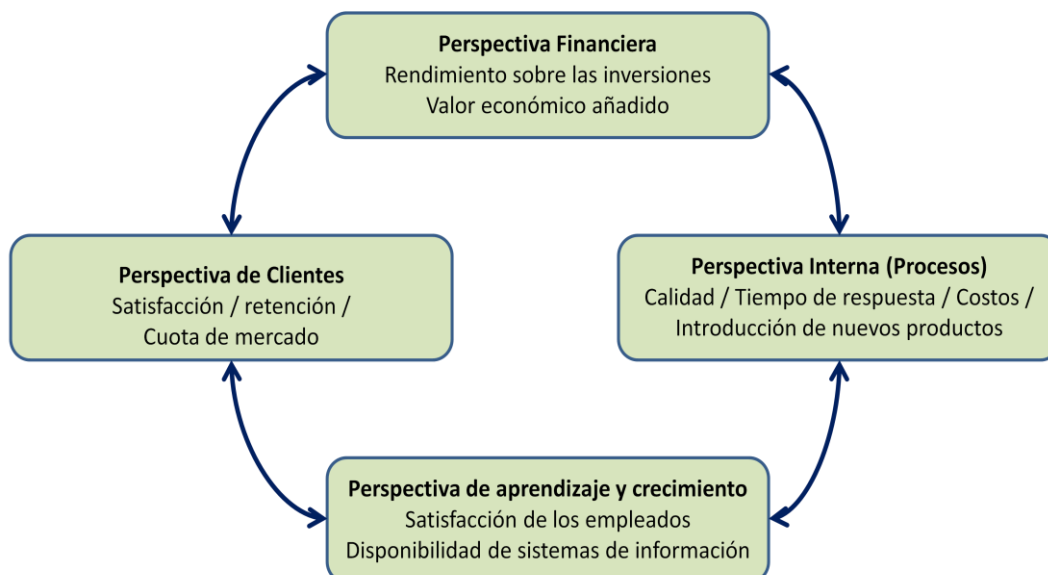 Perspectiva Financiera
Rendimiento sobre las inversiones
Valor económico añadido
Perspectiva de Clientes
Satisfacción / retención /
Cuota de mercado
Perspectiva Interna (Procesos)
Calidad / Tiempo de respuesta / Costos /
Introducción de nuevos productos
Perspectiva de aprendizaje y crecimiento
Satisfacción de los empleados
Disponibilidad de sistemas de información